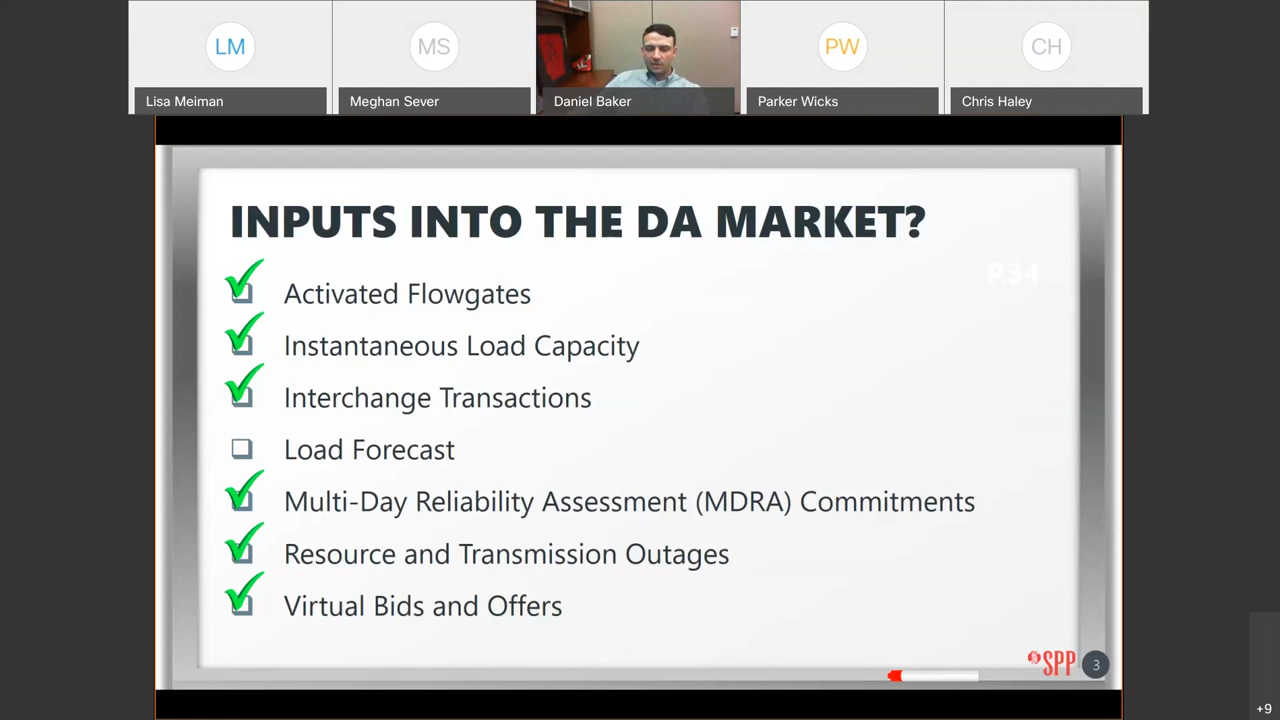 LM
MS
PW
CH
Lisa Meiman
Meghan Sever
Daniel Baker
Parker Wicks
Chris Haley
INPUTS INTO THE DA MARKET?
P.34
Activated Flowgates
Instantaneous Load Capacity
Interchange Transactions
Load Forecast
Multi-Day Reliability Assessment (MDRA) Commitments
Resource and Transmission Outages
Virtual Bids and Offers
SPP
3
+9